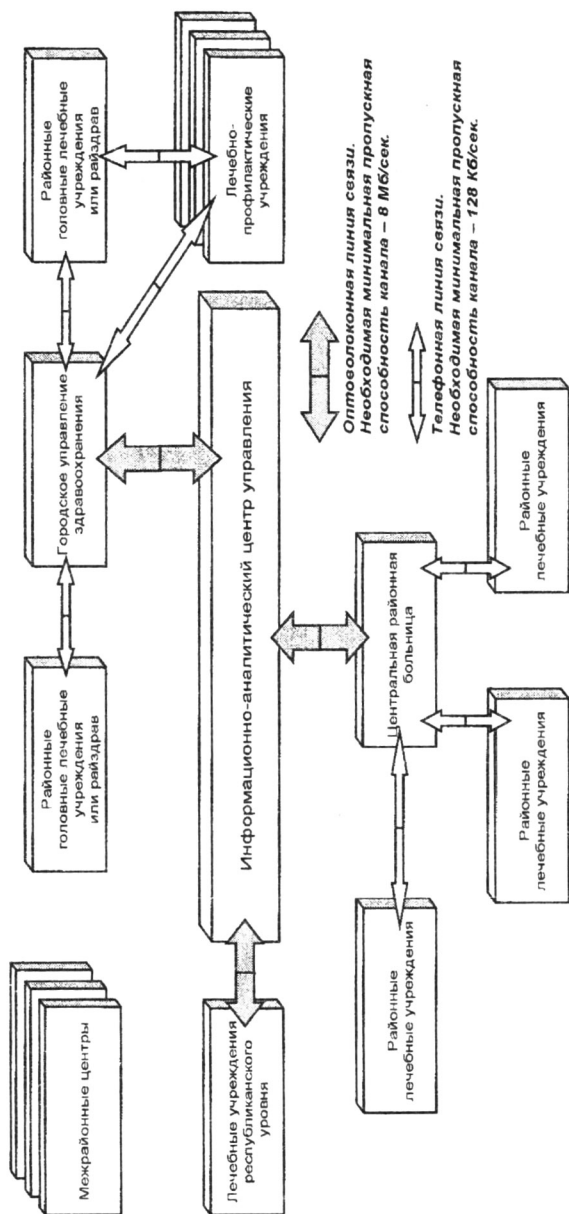 Межрайонные центры
Районные
головные лечебные
учреждения
или райздрав
Городское управление
здравоохранения
Районные
головные лечебные
учреждения
или райздрав
Лечебно-
профилактические
учреждения
Лечебные учреждения
республиканского
уровня
Информационно-аналитический центр управления
Оптоволоконная линия связи.
Необходимая минимальная пропускная
способность канала – 8 Мб/сек.
Телефонная линия связи.
Необходимая минимальная пропускная
способность канала – 128 Кб/сек.
Районные
лечебные учреждения
Центральная районная
больница
Районные
лечебные учреждения
Районные
лечебные учреждения